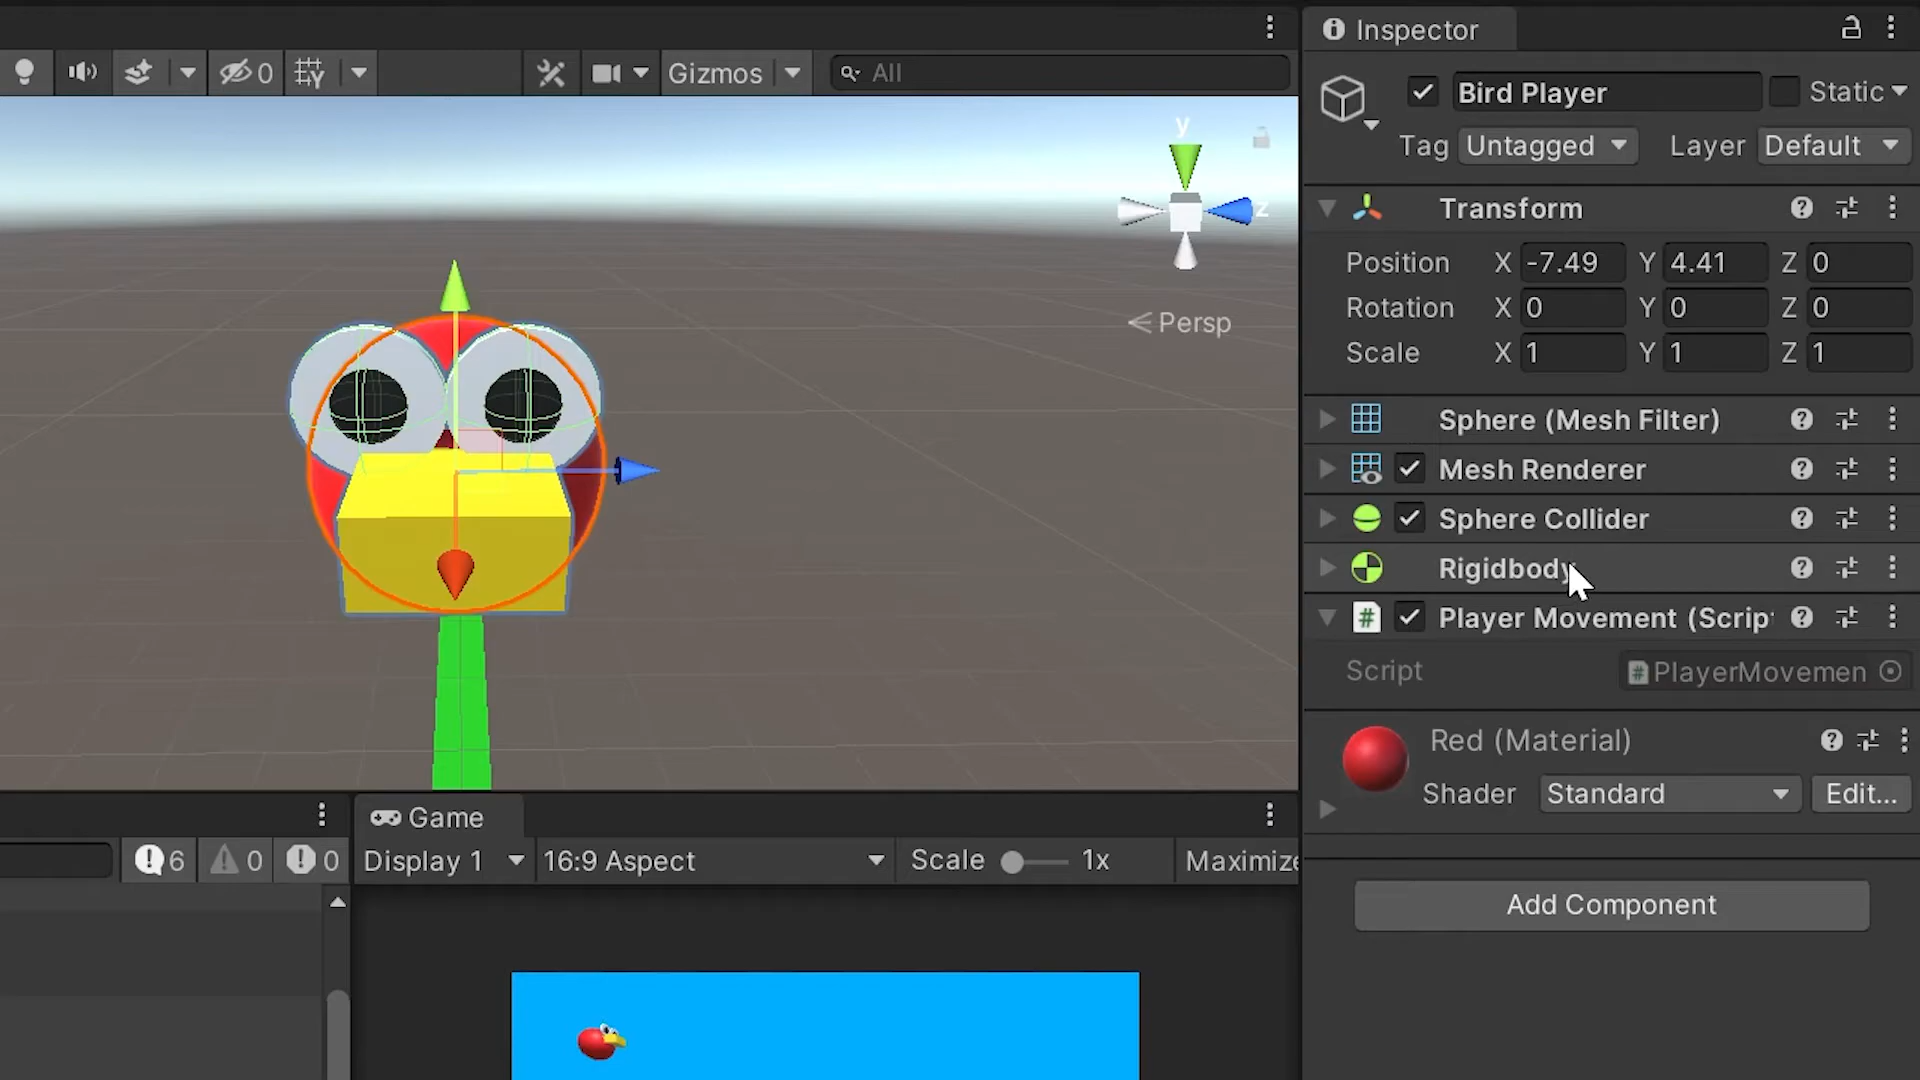 Inspector
0
Gizmos
All
Bird Player
Static
Tag Untagged Layer Default
Transform
Position X -7.49 Y 4.41 Z 0
Rotation X 0 Y 0 Z 0
Scale X 1 Y 1 Z 1
Sphere (Mesh Filter)
Mesh Renderer
Sphere Collider
Rigidbody
Player Movement (Scrip
Script PlayerMovemen
Red (Material)
Shader Standard Edit...
Add Component
y
z
Persp
Game
6 0 0
Display 1 16:9 Aspect Scale 1x Maximize